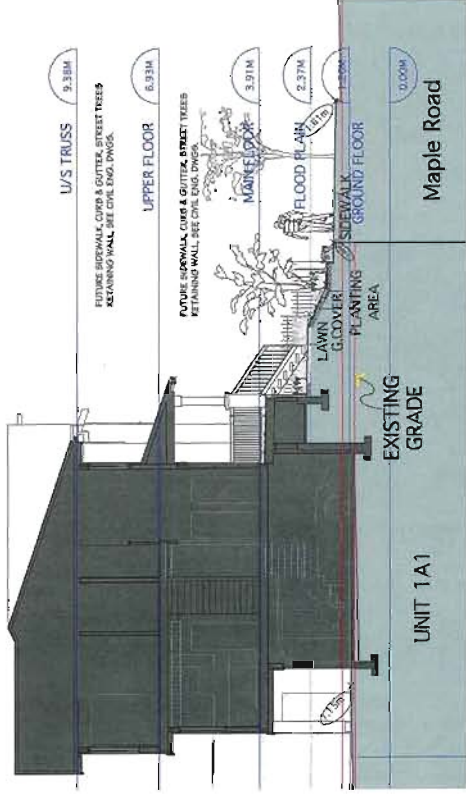 U/S TRUSS
9.38M
FUTURE SIDEWALK, CURB & GUTTER, STREET TREES
RETAINING WALL, SEE CIVIL ENG. DWGS.
UPPER FLOOR
6.93M
FUTURE SIDEWALK, CURB & GUTTER, STREET TREES
RETAINING WALL, SEE CIVIL ENG. DWGS.
MAIN FLOOR
3.91M
FLOOD PLAIN
2.37M
1.81m
SIDEWALK
GROUND FLOOR
LAWN
G.COVER
PLANTING
AREA
0.00M
EXISTING
GRADE
UNIT 1A1
Maple Road